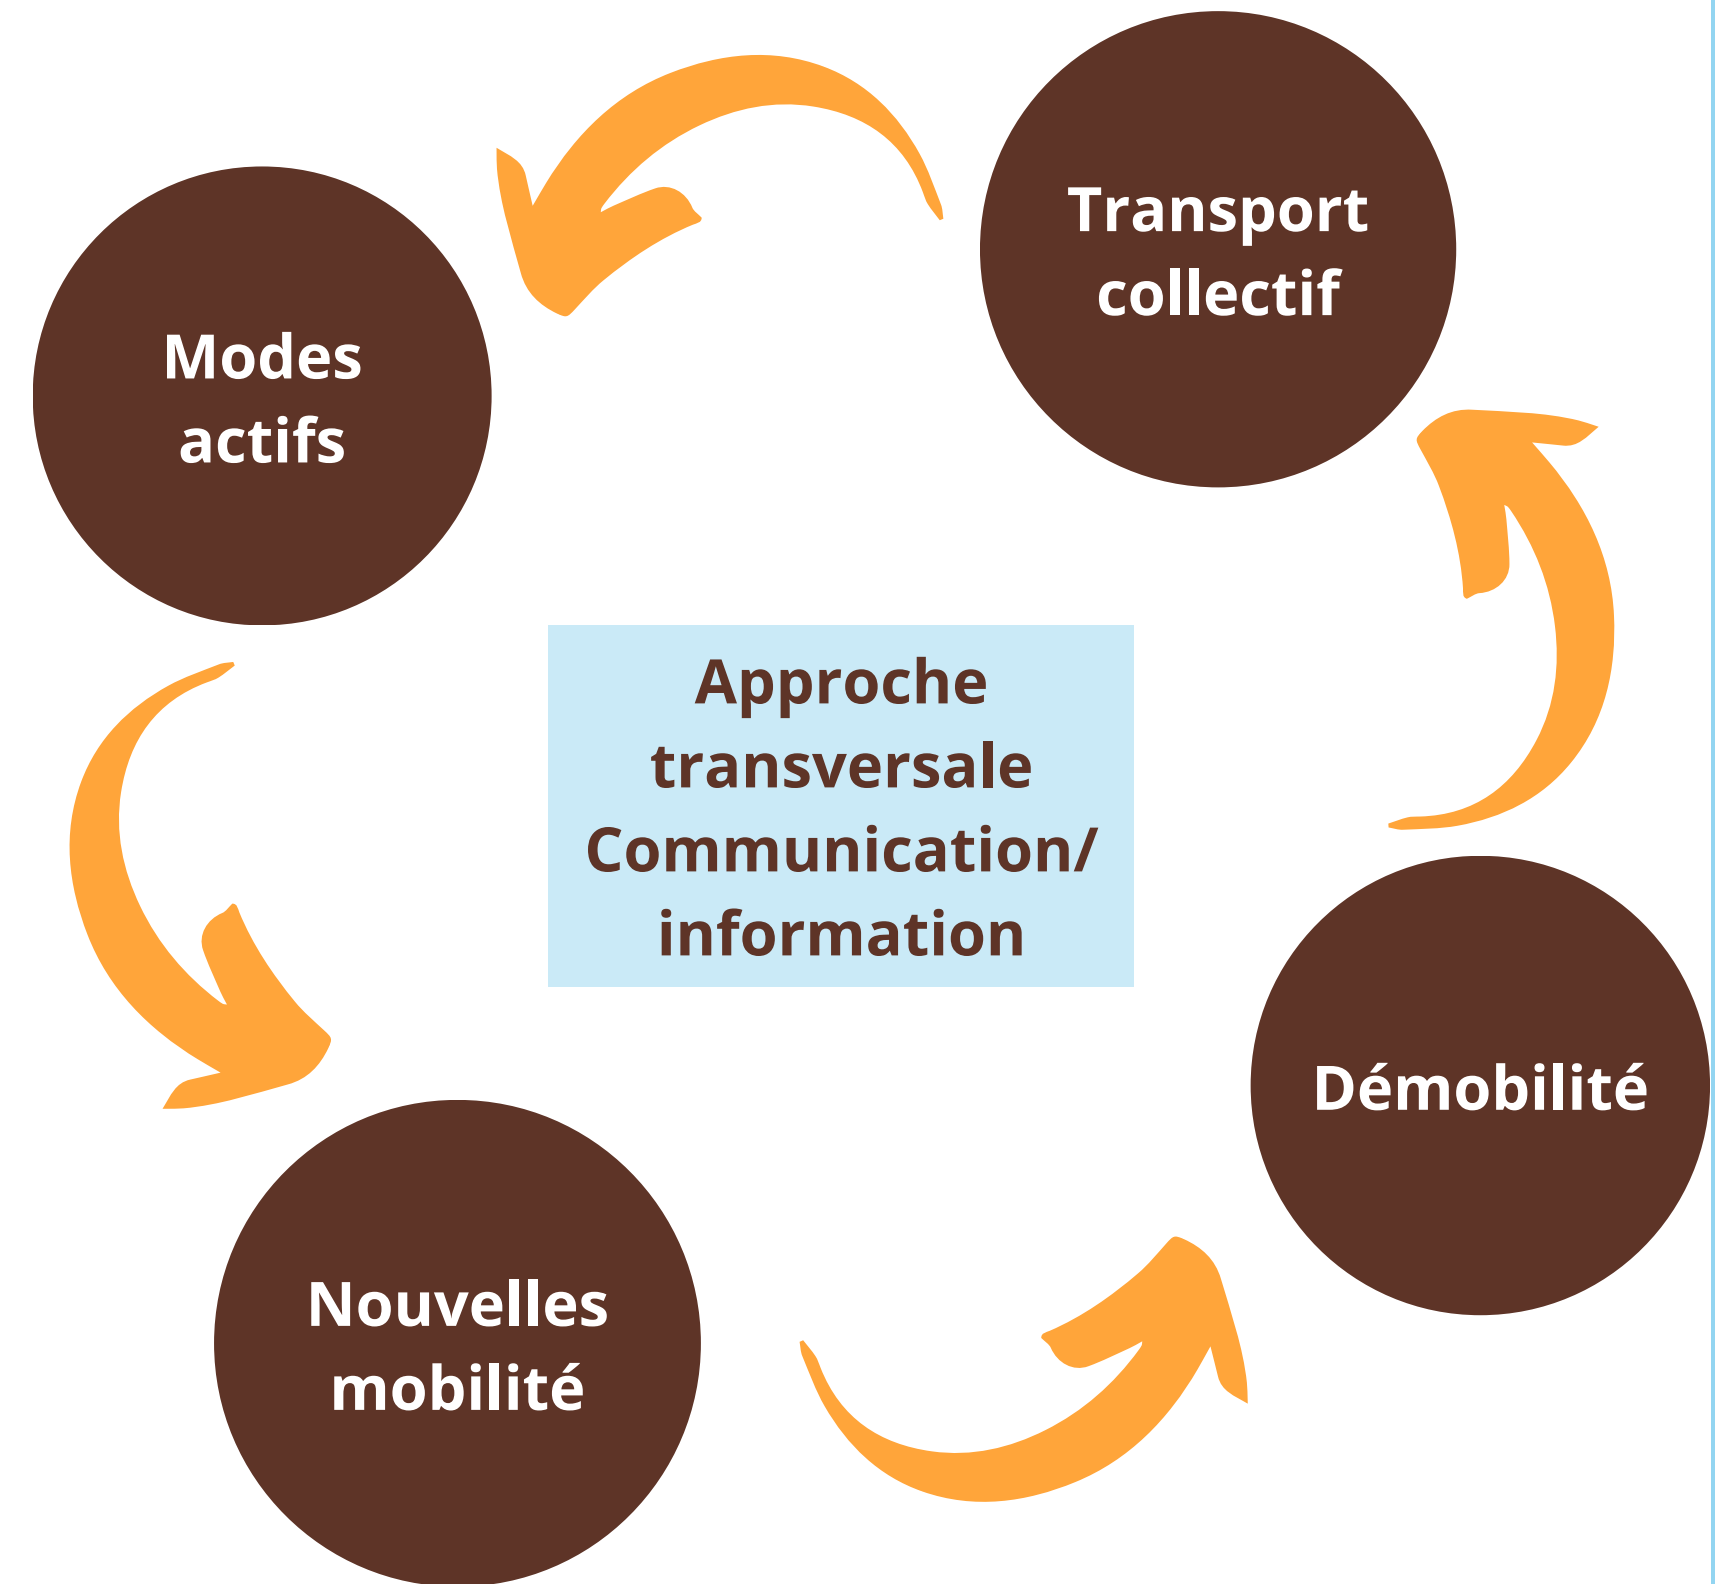 Transport
collectif
Modes
actifs
Approche
transversale
Communication/
information
Démobilité
Nouvelles
mobilité